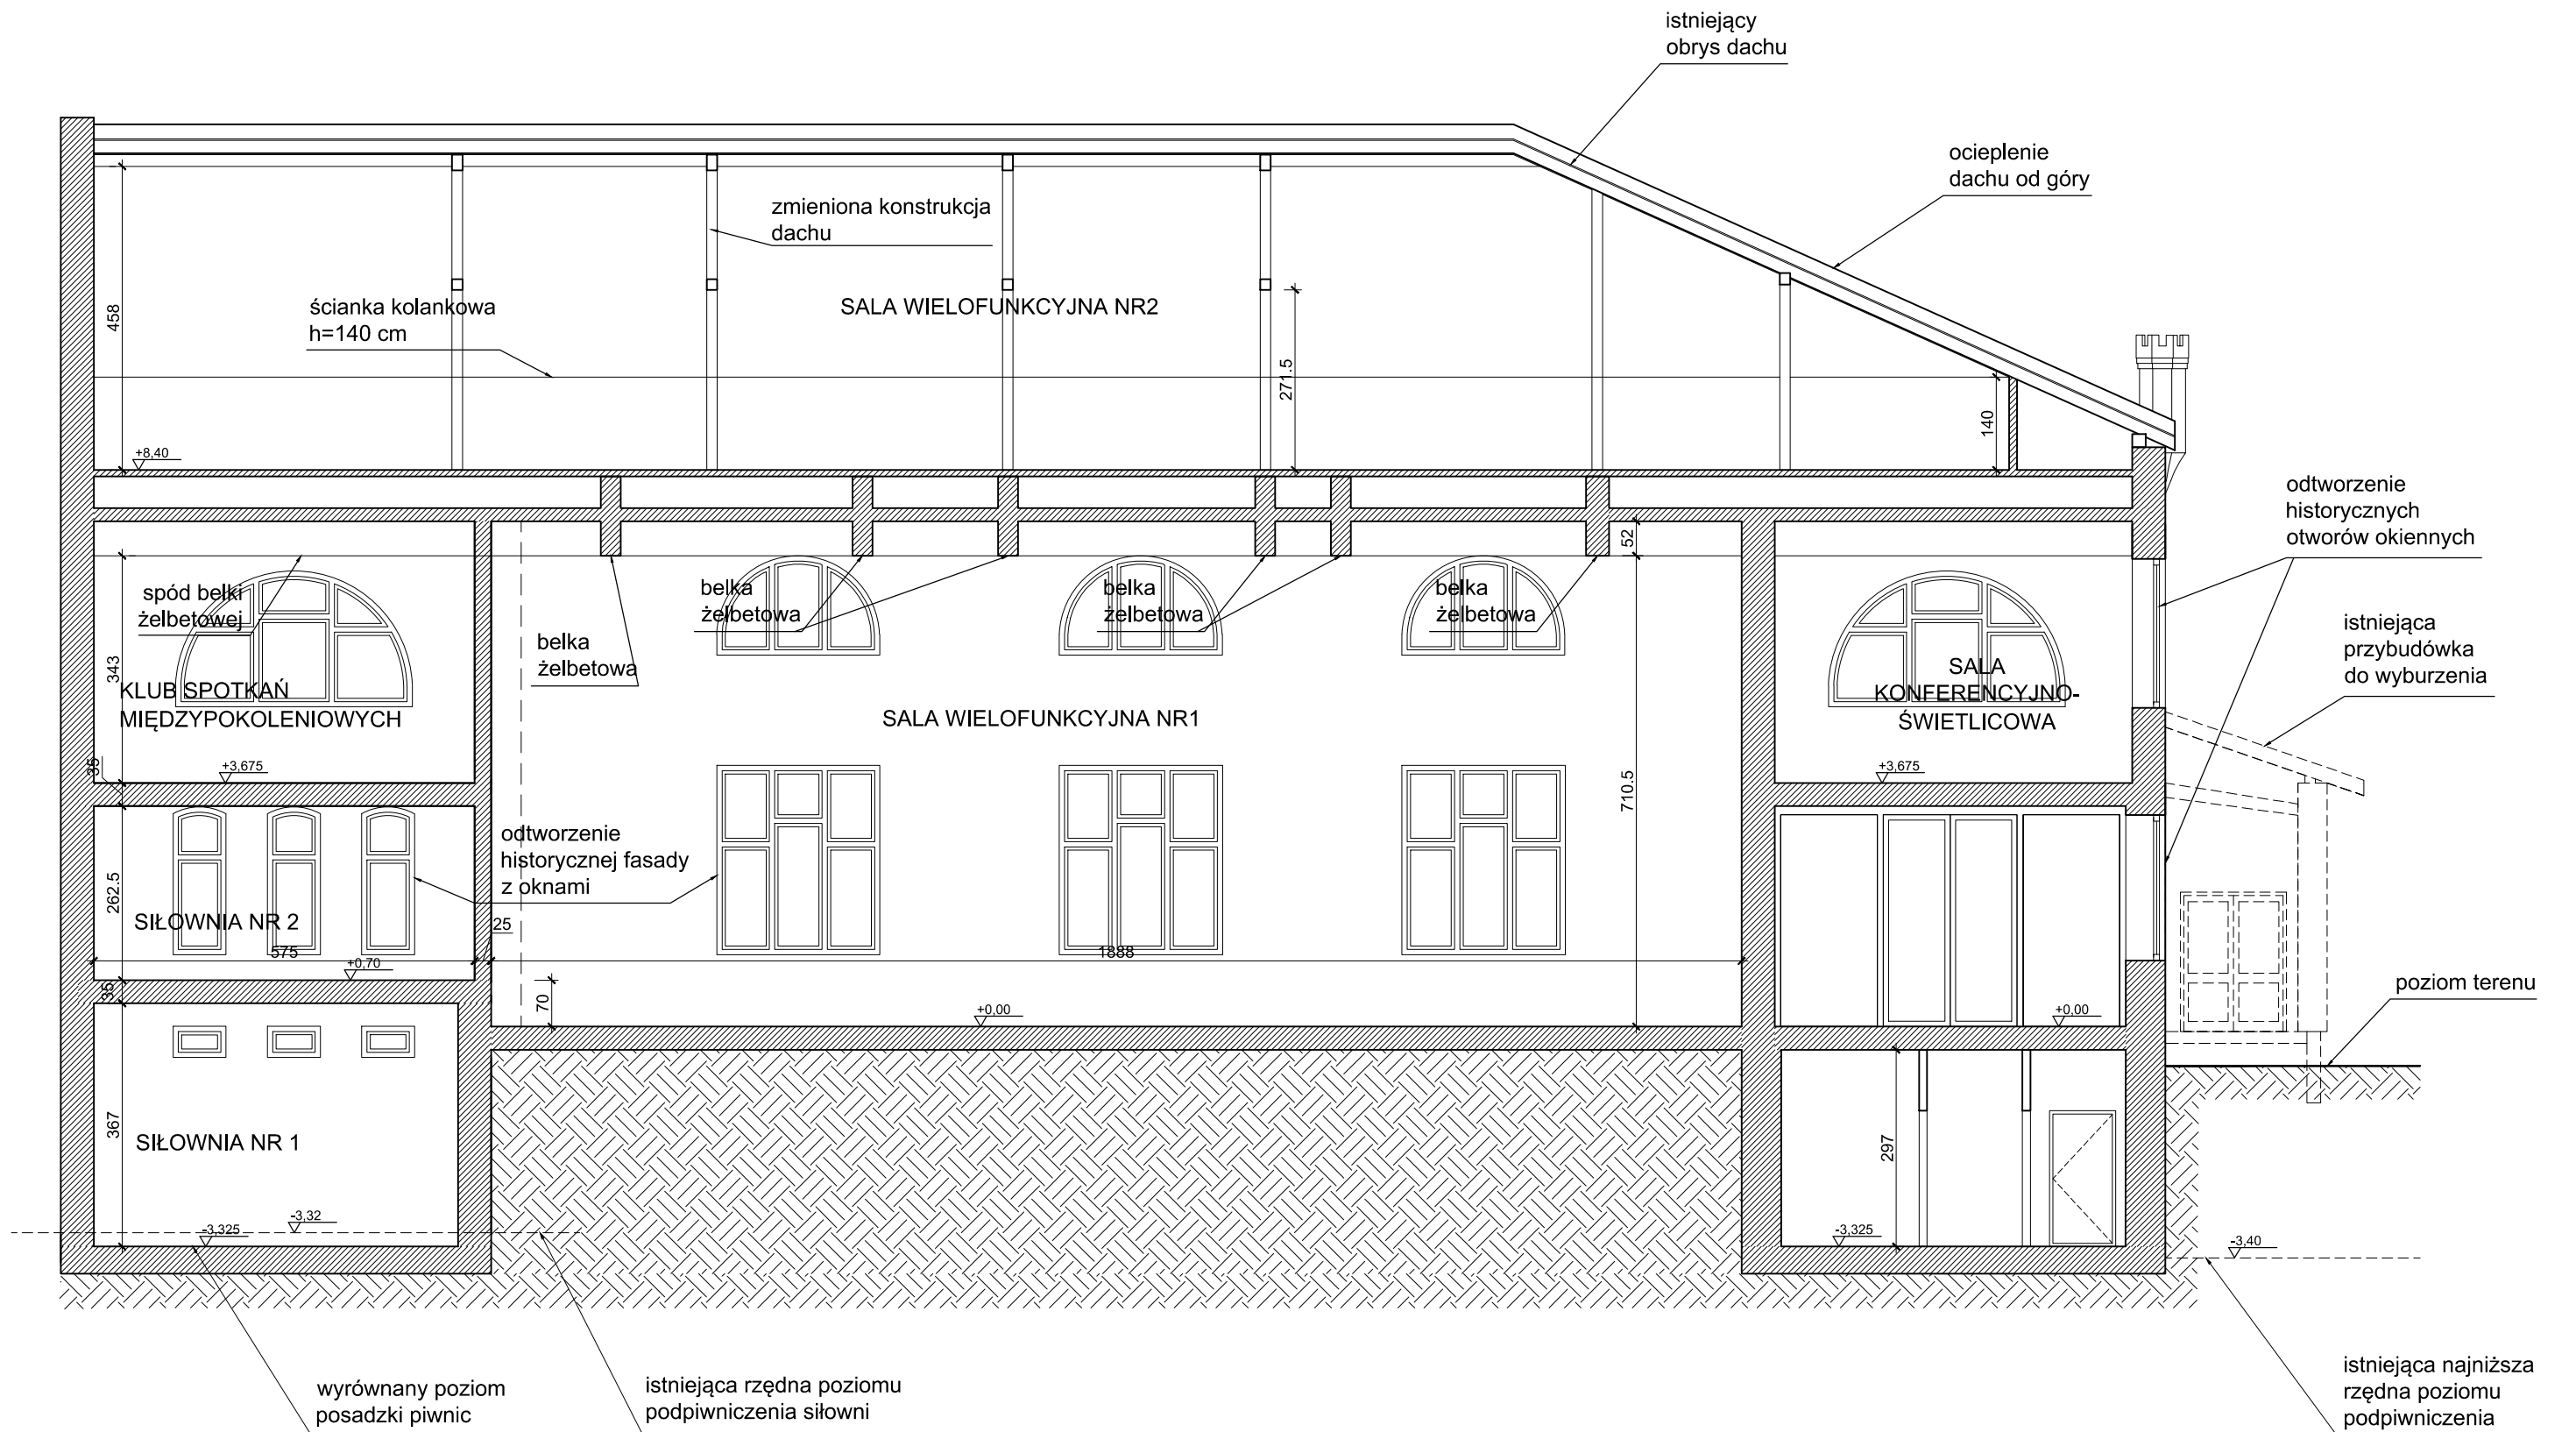 istniejący
obrys dachu
ocieplenie
dachu od góry
zmieniona konstrukcja
dachu
ścianka kolankowa
h=140 cm
SALA WIELOFUNKCYJNA NR2
458
271.5
140
+8,40
odtworzenie
historycznych
otworów okiennych
52
spód belki
żelbetowej
belka
żelbetowa
belka
żelbetowa
belka
żelbetowa
belka
żelbetowa
istniejąca
przybudówka
do wyburzenia
343
KLUB SPOTKAŃ
MIĘDZYPOKOLENIOWYCH
SALA WIELOFUNKCYJNA NR1
SALA
KONFERENCYJNO-
ŚWIETLICOWA
35
+3,675
+3,675
710.5
odtworzenie
historycznej fasady
z oknami
262.5
SIŁOWNIA NR 2
25
575
1888
+0,70
35
70
+0,00
+0,00
poziom terenu
367
SIŁOWNIA NR 1
297
-3,32
-3,325
-3,325
-3,40
wyrównany poziom
posadzki piwnic
istniejąca rzędna poziomu
podpiwniczenia siłowni
istniejąca najniższa
rzędna poziomu
podpiwniczenia